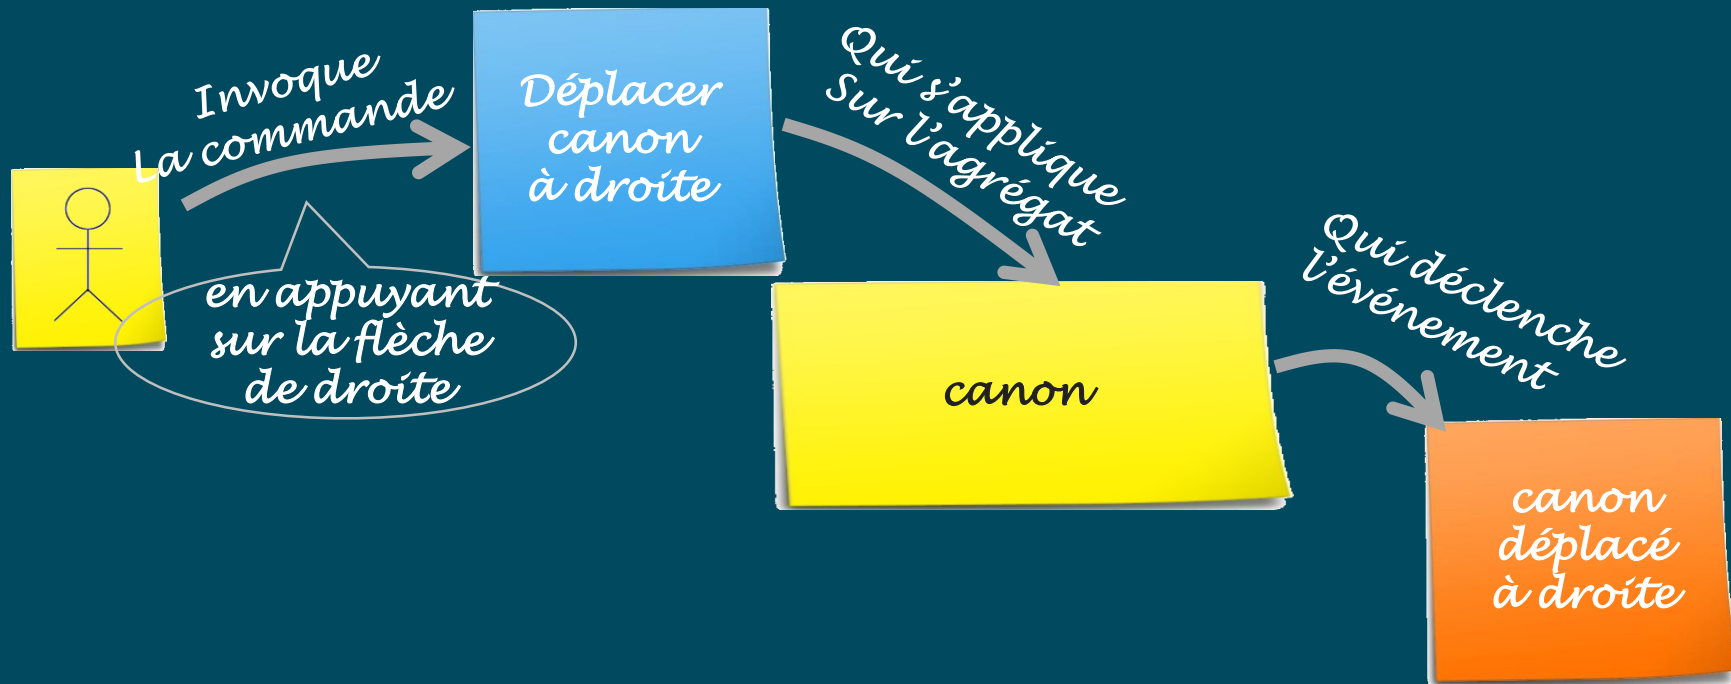 Invoque
La commande
Déplacer
canon
à droite
en appuyant
sur la flèche
de droite
Qui s'applique
Sur l'agrégat
canon
Qui déclenche
l'événement
canon
déplacé
à droite